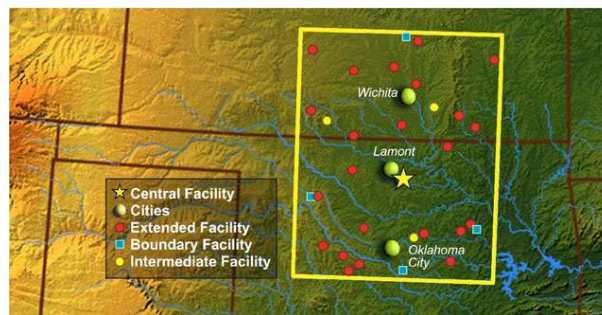 Wichita
Lamont
Central Facility
Cities
Extended Facility
Boundary Facility
Intermediate Facility
Oklahoma
City